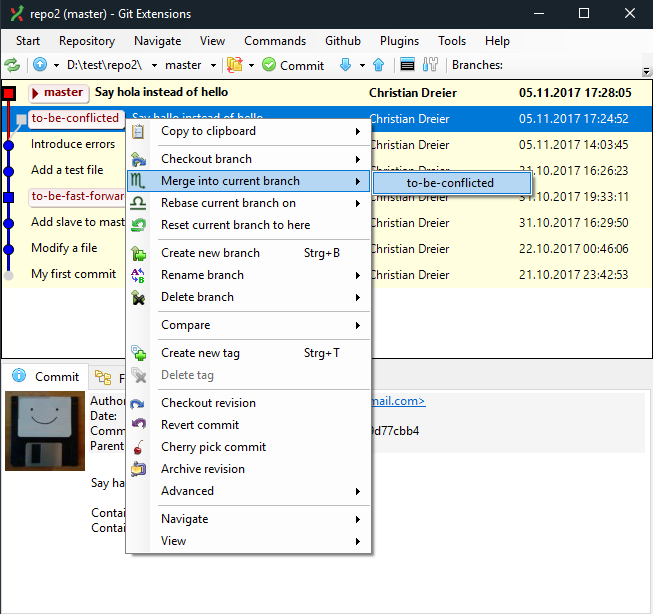 repo2 (master) - Git Extensions
Start Repository Navigate View Commands Github Plugins Tools Help
D:\test\repo2\ master Commit Branches:
master Say hola instead of hello Christian Dreier 05.11.2017 17:28:05
to-be-conflicted Say hallo instead of hello Christian Dreier 05.11.2017 17:24:52
Introduce errors Christian Dreier 05.11.2017 14:03:45
Add a test file 31.10.2017 16:26:23
to-be-fast-forwar 31.10.2017 19:33:11
Add slave to mast Christian Dreier 31.10.2017 16:29:50
Modify a file Christian Dreier 22.10.2017 00:46:06
My first commit Christian Dreier 21.10.2017 23:42:53
Copy to clipboard
Checkout branch
Merge into current branch
to-be-conflicted
Rebase current branch on
Reset current branch to here
Create new branch Strg+B
Rename branch
Delete branch
Compare
Create new tag Strg+T
Delete tag
Checkout revision
Revert commit
Cherry pick commit
Archive revision
Advanced
Navigate
View
Commit F
Autho mail.com>
Date:
Comm 9d77cbb4
Parent
Say ha
Contai
Contai